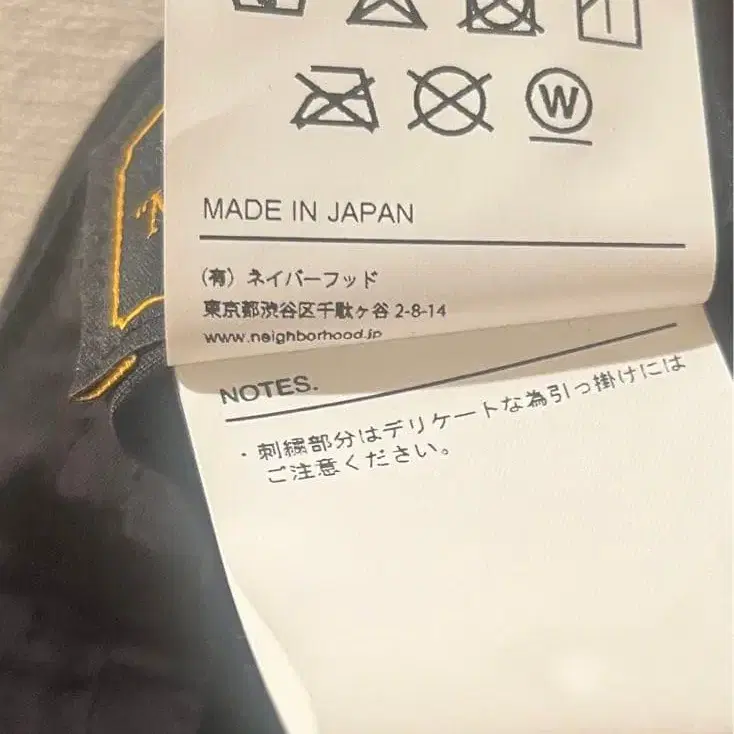 W
MADE IN JAPAN
(有) ネイバーフッド
東京都渋谷区千駄ヶ谷 2-8-14
www.neighborhood.jp
NOTES.
・刺繍部分はデリケートな為引っ掛けには
ご注意ください。